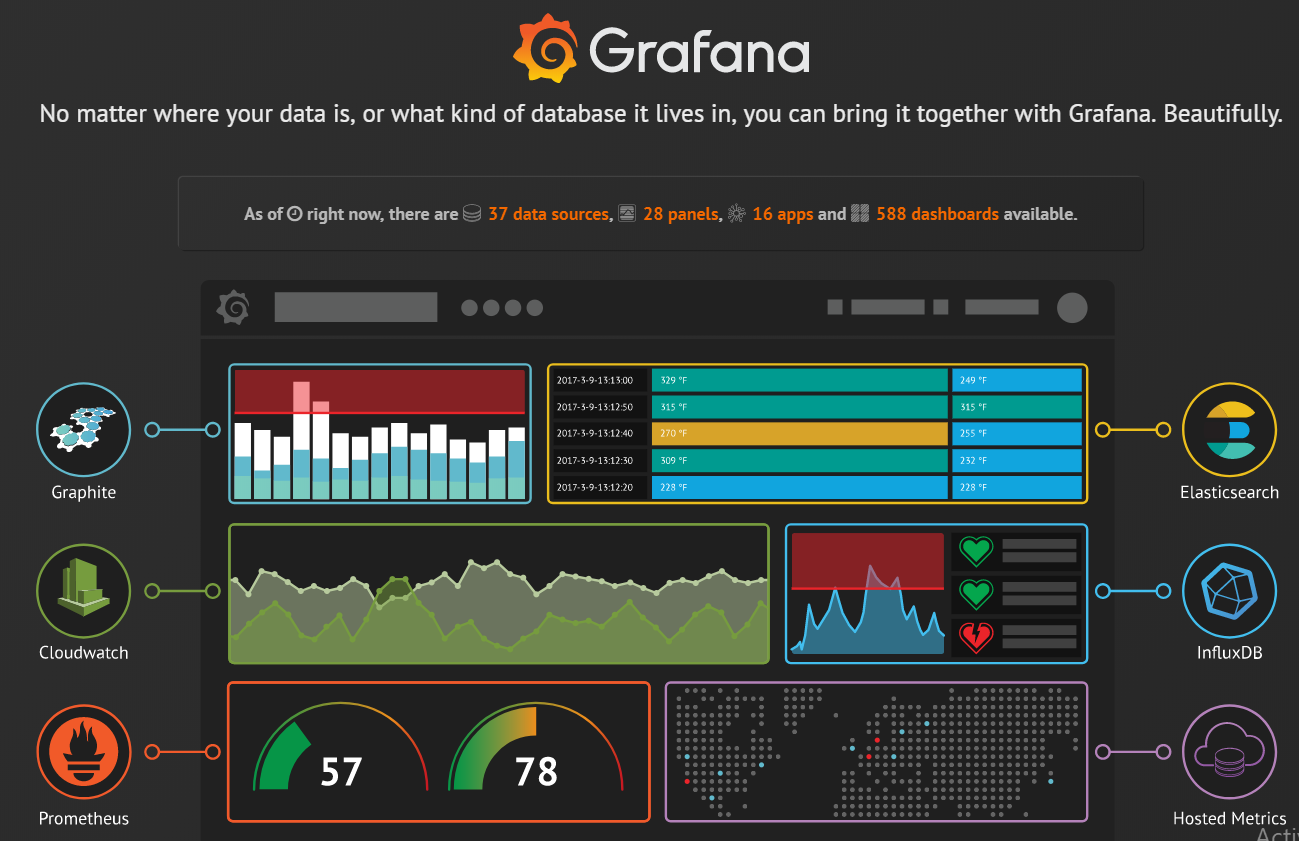 Grafana
No matter where your data is, or what kind of database it lives in, you can bring it together with Grafana. Beautifully.
As of right now, there are 37 data sources, 28 panels, 16 apps and 588 dashboards available.
2017-3-9-13:13:00 329 °F 249 °F
2017-3-9-13:12:50 315 °F 315 °F
2017-3-9-13:12:40 270 °F 255 °F
2017-3-9-13:12:30 309 °F 232 °F
2017-3-9-13:12:20 228 °F 228 °F
Graphite
Elasticsearch
Cloudwatch
InfluxDB
57 78
Prometheus
Hosted Metrics